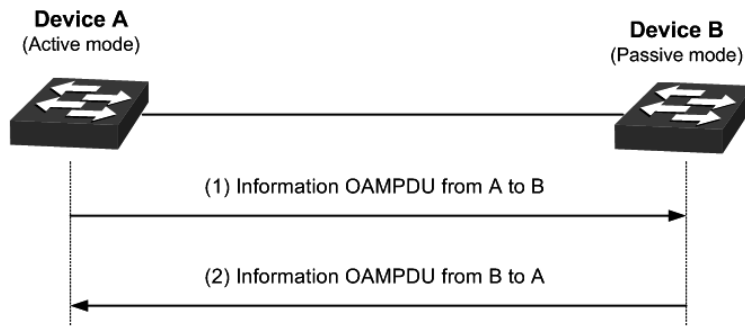 Device A
(Active mode)
Device B
(Passive mode)
(1) Information OAMPDU from A to B
(2) Information OAMPDU from B to A